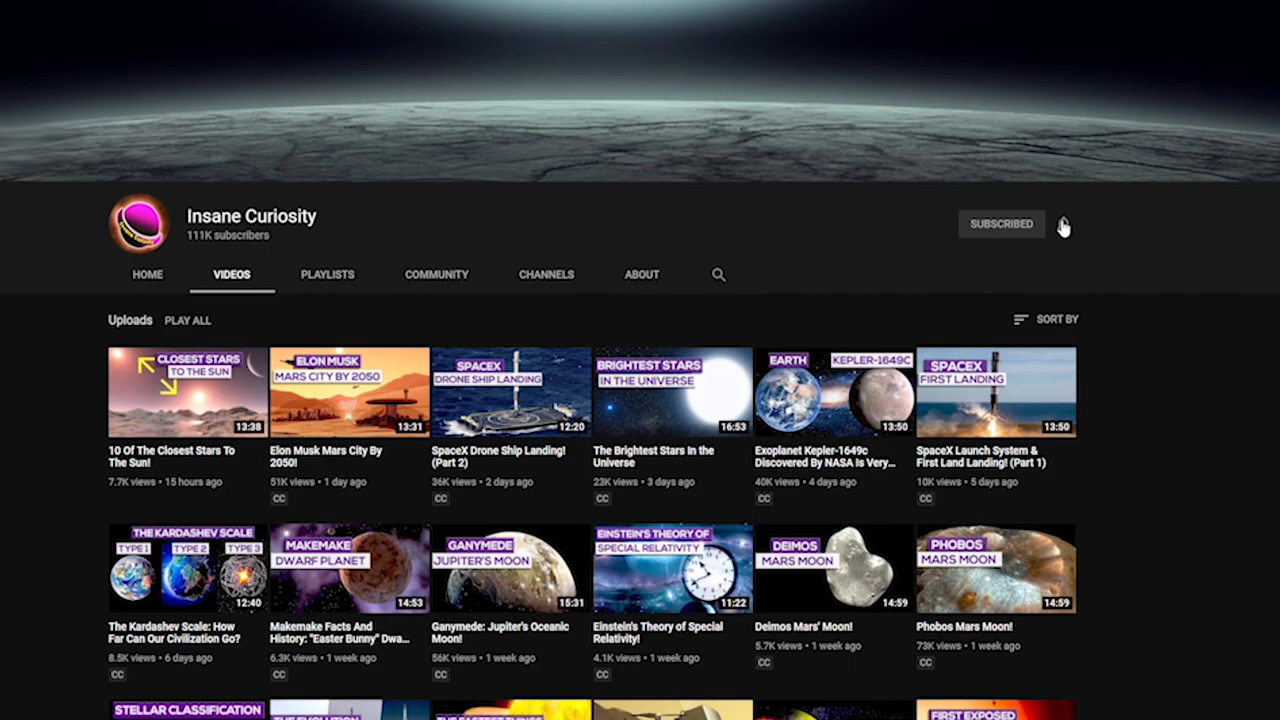 Insane Curiosity
111K subscribers
SUBSCRIBED
HOME VIDEOS PLAYLISTS COMMUNITY CHANNELS ABOUT
Uploads PLAY ALL SORT BY
CLOSEST STARS
TO THE SUN
13:38
ELON MUSK
MARS CITY BY 2050
13:31
SPACEX
DRONE SHIP LANDING
12:20
BRIGHTEST STARS
IN THE UNIVERSE
16:53
EARTH KEPLER-1649C
13:50
SPACEX
FIRST LANDING
13:50
10 Of The Closest Stars To
The Sun!
7.7K views • 15 hours ago
Elon Musk Mars City By
2050!
51K views • 1 day ago
CC
SpaceX Drone Ship Landing!
(Part 2)
36K views • 2 days ago
CC
The Brightest Stars In the
Universe
23K views • 3 days ago
CC
Exoplanet Kepler-1649c
Discovered By NASA Is Very...
40K views • 4 days ago
CC
SpaceX Launch System &
First Land Landing! (Part 1)
10K views • 5 days ago
CC
THE KARDASHEV SCALE
TYPE 1 TYPE 2 TYPE 3
12:40
MAKEMAKE
DWARF PLANET
14:53
GANYMEDE
JUPITER'S MOON
15:31
EINSTEIN'S THEORY OF
SPECIAL RELATIVITY
11:22
DEIMOS
MARS MOON
14:59
PHOBOS
MARS MOON
14:59
The Kardashev Scale: How
Far Can Our Civilization Go?
8.5K views • 6 days ago
CC
Makemake Facts And
History: "Easter Bunny" Dwa...
6.3K views • 1 week ago
CC
Ganymede: Jupiter's Oceanic
Moon!
56K views • 1 week ago
CC
Einstein's Theory of Special
Relativity!
4.1K views • 1 week ago
CC
Deimos Mars' Moon!
5.7K views • 1 week ago
CC
Phobos Mars Moon!
73K views • 1 week ago
CC
STELLAR CLASSIFICATION
THE EVOLUTION
THE FASTEST THINGS
FIRST EXPOSED